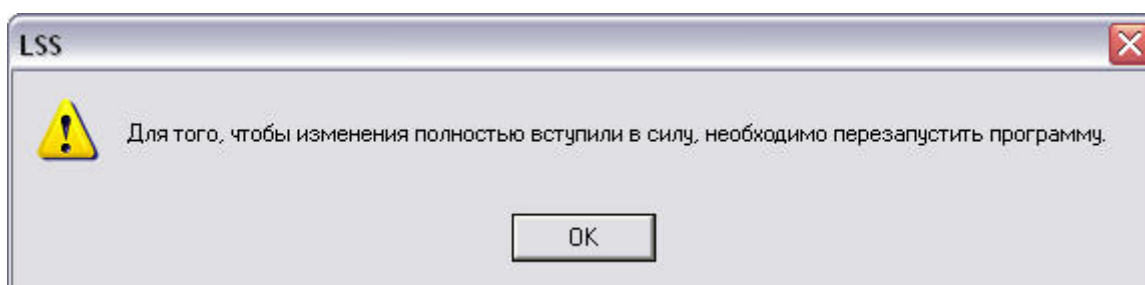 LSS
Для того, чтобы изменения полностью вступили в силу, необходимо перезапустить программу.
OK